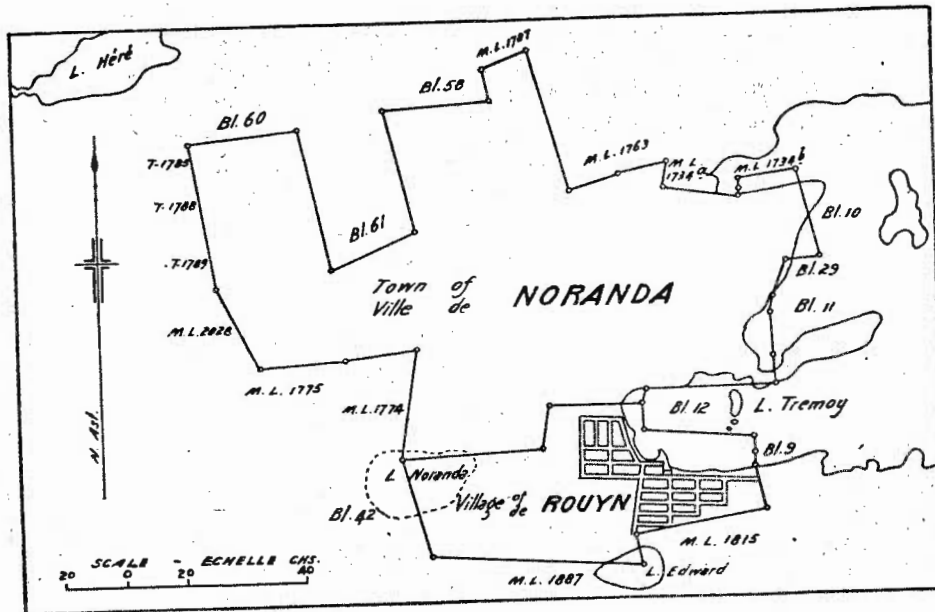 L. Héré
M.L. 1787
Bl. 58
Bl. 60
T. 1785
M.L. 1763
M L
1734 a
M.L 1734 b
T. 1788
Bl. 61
Bl. 10
T. 1789
Bl. 29
Town of
Ville de
NORANDA
Bl. 11
M.L. 2028
M.L. 1775
M.L. 1774
Bl. 12
L. Tremoy
N. Ast.
Bl. 9
L Noranda
Village of
de
ROUYN
Bl. 42
M.L. 1815
SCALE - ECHELLE CHS.
20 0 20 40
M.L. 1887
L. Edward